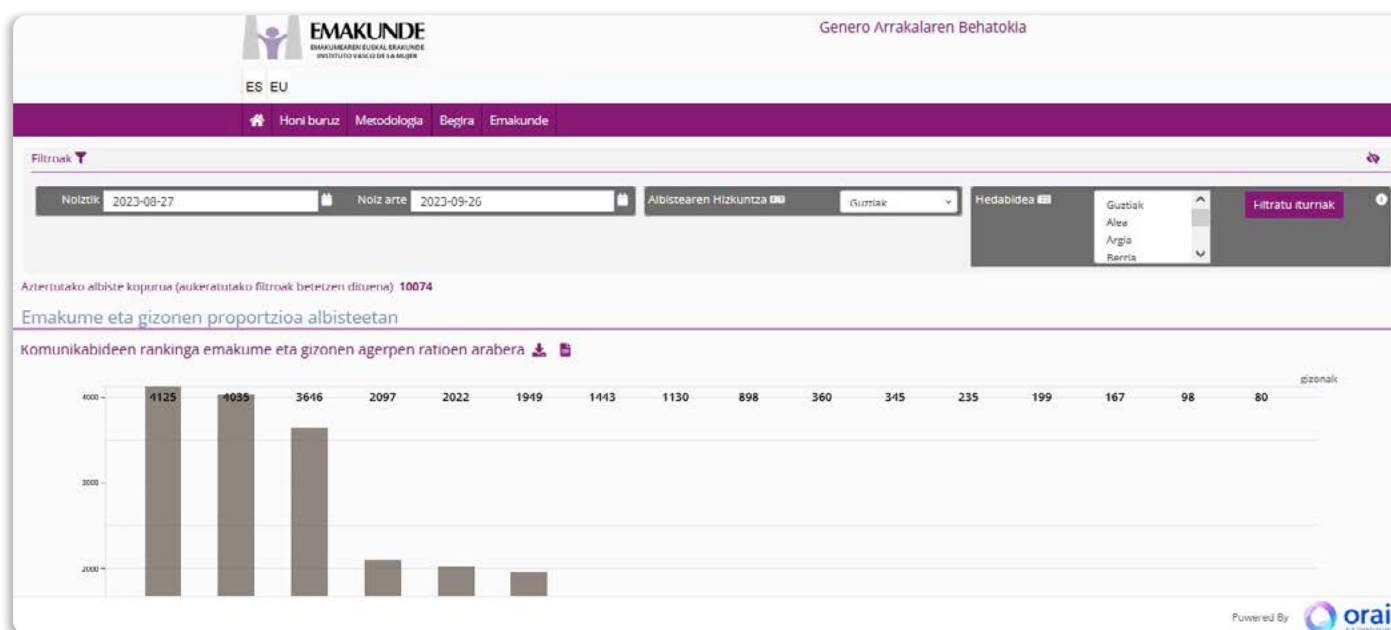 EMAKUNDE
EMAKUMEAREN EUSKAL ERAKUNDE
INSTITUTO VASCO DE LA MUJER
Genero Arrakalaren Behatokia
ES EU
Honi buruz Metodologia Begira Emakunde
Filtroak
Noiztik 2023-08-27 Noiz arte 2023-09-26 Albistearen Hizkuntza Guztiak Hedabidea Guztiak Filtratu iturriak
Alea
Argia
Berria
Aztertutako albiste kopurua (aukeratutako filtroak betetzen dituena) 10074
Emakume eta gizonen proportzioa albisteetan
Komunikabideen rankinga emakume eta gizonen agerpen ratioen arabera
gizonak
4000 4125 4035 3646 2097 2022 1949 1443 1130 898 360 345 235 199 167 98 80
3000
2000
Powered By orai